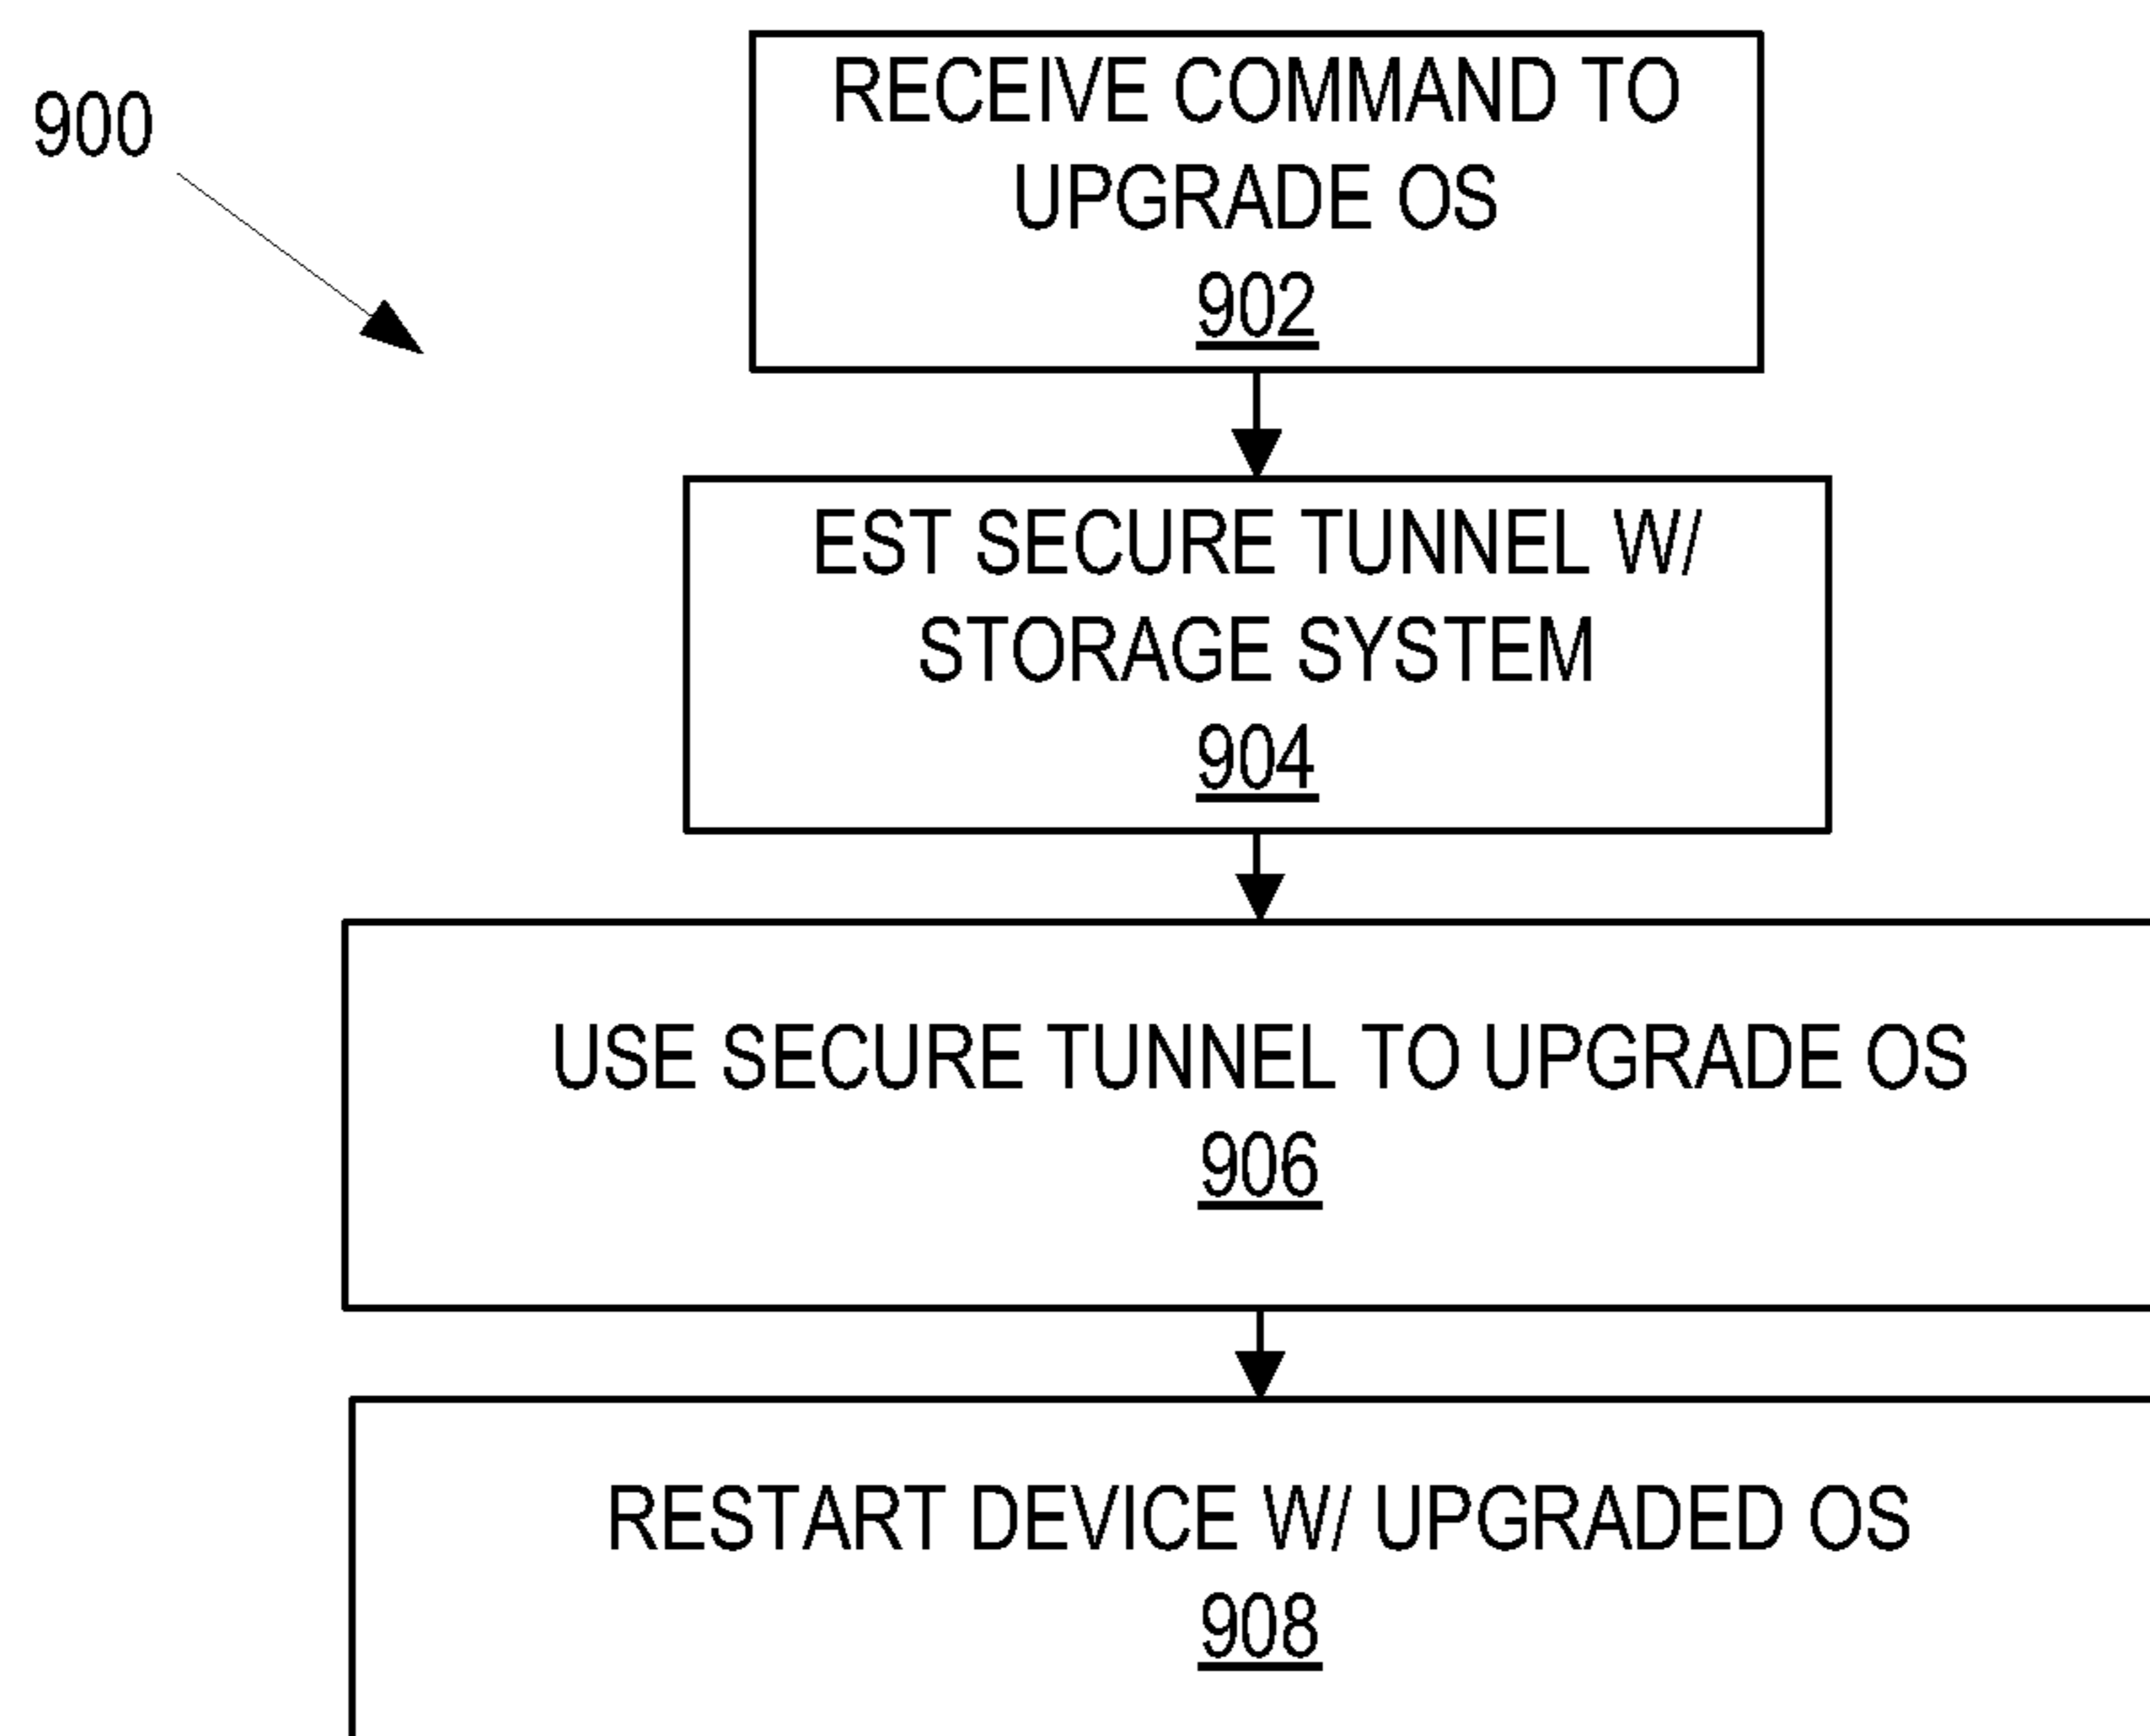 900
RECEIVE COMMAND TO
UPGRADE OS
902
EST SECURE TUNNEL W/
STORAGE SYSTEM
904
USE SECURE TUNNEL TO UPGRADE OS
906
RESTART DEVICE W/ UPGRADED OS
908